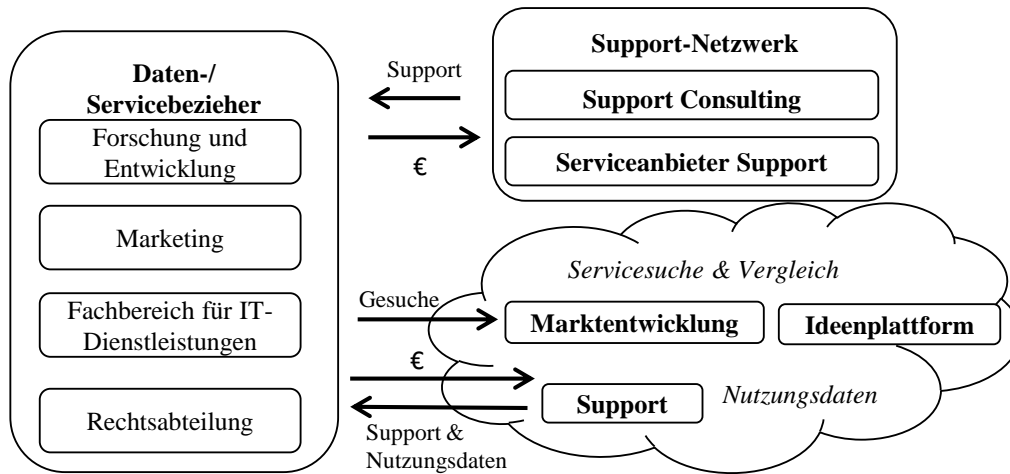 Daten-/
Servicebezieher
Forschung und
Entwicklung
Marketing
Fachbereich für IT-
Dienstleistungen
Rechtsabteilung
Support
€
Support-Netzwerk
Support Consulting
Serviceanbieter Support
Gesuche
€
Support &
Nutzungsdaten
Servicesuche & Vergleich
Marktentwicklung
Ideenplattform
Support
Nutzungsdaten